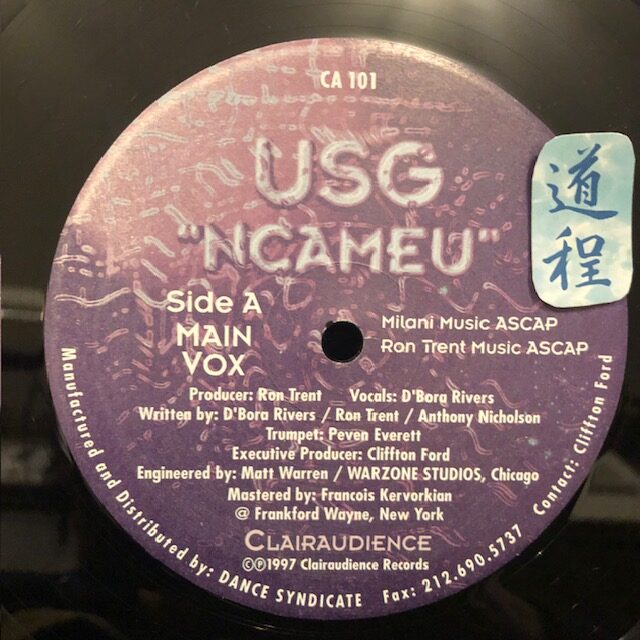 CA 101
USG
"NCAMEU"
道程
Side A
MAIN
VOX
Milani Music ASCAP
Ron Trent Music ASCAP
Producer: Ron Trent Vocals: D'Bora Rivers
Written by: D'Bora Rivers / Ron Trent / Anthony Nicholson
Trumpet: Peven Everett
Executive Producer: Cliffton Ford
Engineered by: Matt Warren / WARZONE STUDIOS, Chicago
Mastered by: Francois Kervorkian
@ Frankford Wayne, New York
CLAIRAUDIENCE
©℗1997 Clairaudience Records
Manufactured and Distributed by: DANCE SYNDICATE Fax: 212.690.5737 Contact: Cliffton Ford